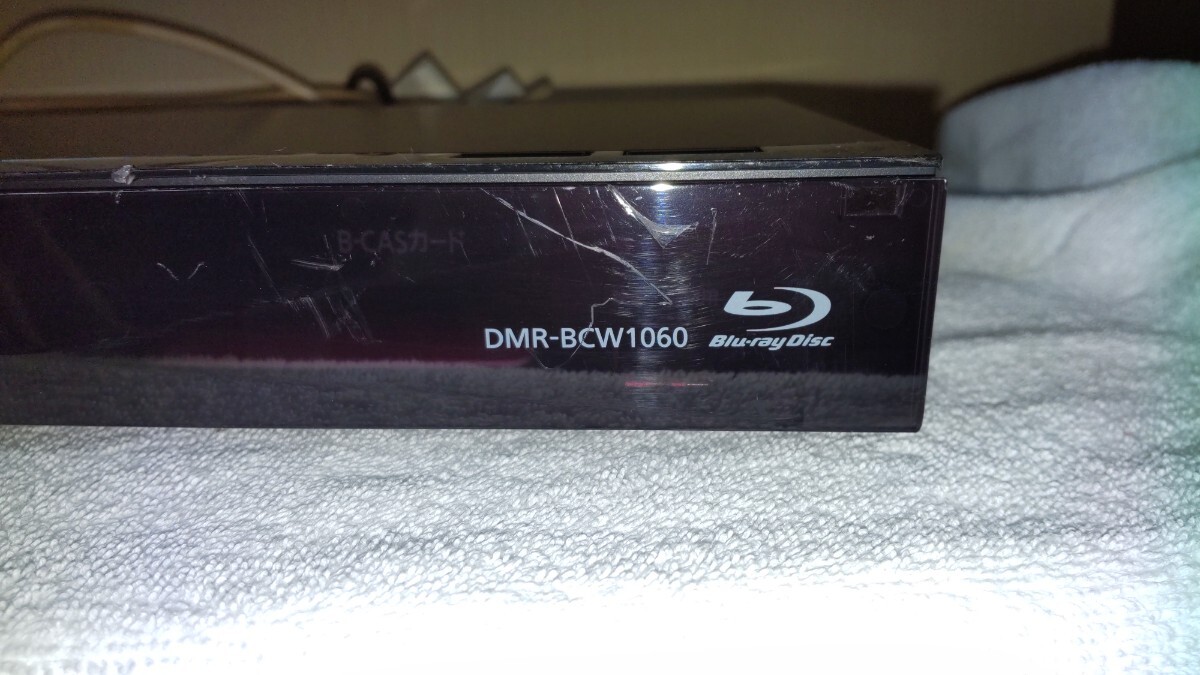 B-CASカード
DMR-BCW1060
Blu-ray Disc